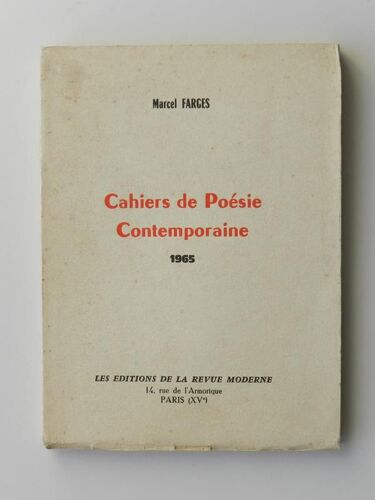 Marcel FARGES
Cahiers de Poésie
Contemporaine
1965
LES EDITIONS DE LA REVUE MODERNE
14, rue de l'Armorique
PARIS (XVe)